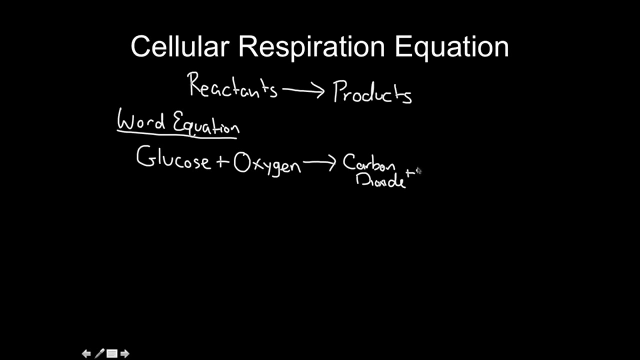 Cellular Respiration Equation
Reactants → Products
Word Equation
Glucose + Oxygen → Carbon
Dioxide +